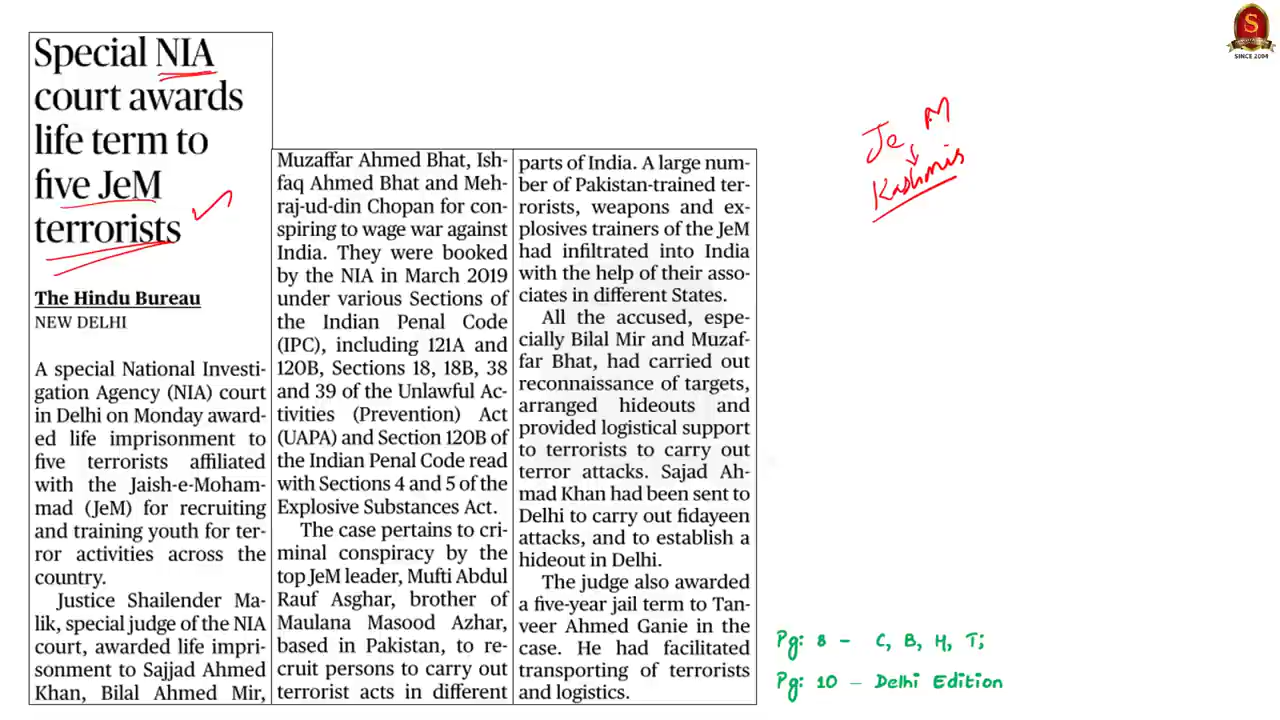 Special NIA
court awards
life term to
five JeM
terrorists
The Hindu Bureau
NEW DELHI
A special National Investi-
gation Agency (NIA) court
in Delhi on Monday award-
ed life imprisonment to
five terrorists affiliated
with the Jaish-e-Moham-
mad (JeM) for recruiting
and training youth for ter-
ror activities across the
country.
Justice Shailender Ma-
lik, special judge of the NIA
court, awarded life impri-
sonment to Sajjad Ahmed
Khan, Bilal Ahmed Mir,
Muzaffar Ahmed Bhat, Ish-
faq Ahmed Bhat and Meh-
raj-ud-din Chopan for con-
spiring to wage war against
India. They were booked
by the NIA in March 2019
under various Sections of
the Indian Penal Code
(IPC), including 121A and
120B, Sections 18, 18B, 38
and 39 of the Unlawful Ac-
tivities (Prevention) Act
(UAPA) and Section 120B of
the Indian Penal Code read
with Sections 4 and 5 of the
Explosive Substances Act.
The case pertains to cri-
minal conspiracy by the
top JeM leader, Mufti Abdul
Rauf Asghar, brother of
Maulana Masood Azhar,
based in Pakistan, to re-
cruit persons to carry out
terrorist acts in different
parts of India. A large num-
ber of Pakistan-trained ter-
rorists, weapons and ex-
plosives trainers of the JeM
had infiltrated into India
with the help of their asso-
ciates in different States.
All the accused, espe-
cially Bilal Mir and Muzaf-
far Bhat, had carried out
reconnaissance of targets,
arranged hideouts and
provided logistical support
to terrorists to carry out
terror attacks. Sajad Ah-
mad Khan had been sent to
Delhi to carry out fidayeen
attacks, and to establish a
hideout in Delhi.
The judge also awarded
a five-year jail term to Tan-
veer Ahmed Ganie in the
case. He had facilitated
transporting of terrorists
and logistics.
JeM
Kashmir
Pg: 8 - C, B, H, T;
Pg: 10 - Delhi Edition
S
SINCE 2004